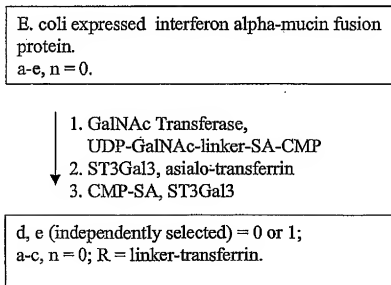 E. coli expressed interferon alpha-mucin fusion
protein.
a-e, n = 0.
1. GalNAc Transferase,
UDP-GalNAc-linker-SA-CMP
2. ST3Gal3, asialo-transferrin
3. CMP-SA, ST3Gal3
d, e (independently selected) = 0 or 1;
a-c, n = 0; R = linker-transferrin.